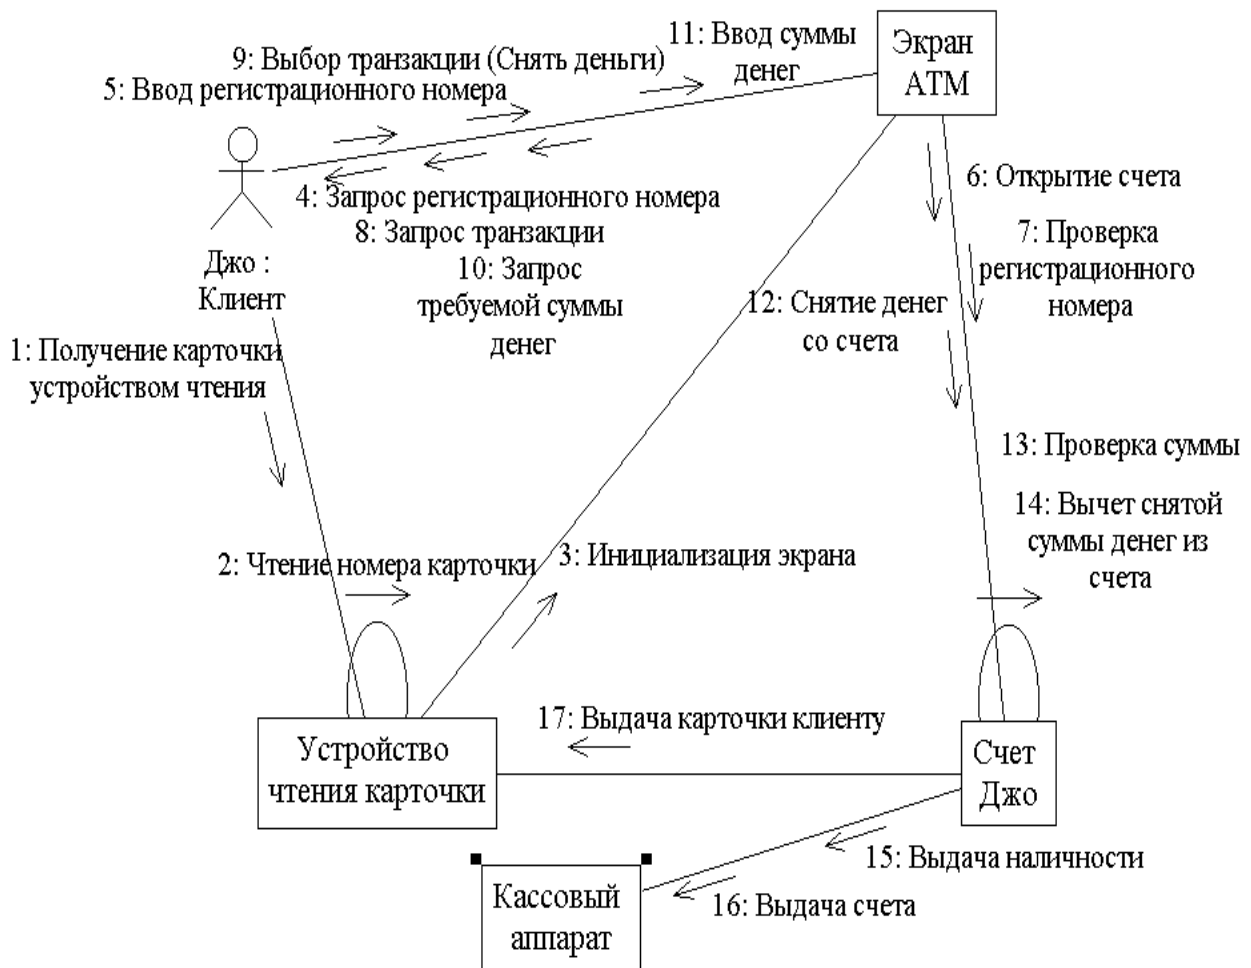 11: Ввод суммы
денег
Экран
АТМ
9: Выбор транзакции (Снять деньги)
5: Ввод регистрационного номера
4: Запрос регистрационного номера
8: Запрос транзакции
10: Запрос
требуемой суммы
денег
6: Открытие счета
7: Проверка
регистрационного
номера
Джо :
Клиент
12: Снятие денег
со счета
1: Получение карточки
устройством чтения
13: Проверка суммы
14: Вычет снятой
суммы денег из
счета
2: Чтение номера карточки
3: Инициализация экрана
17: Выдача карточки клиенту
Устройство
чтения карточки
Счет
Джо
15: Выдача наличности
16: Выдача счета
Кассовый
аппарат